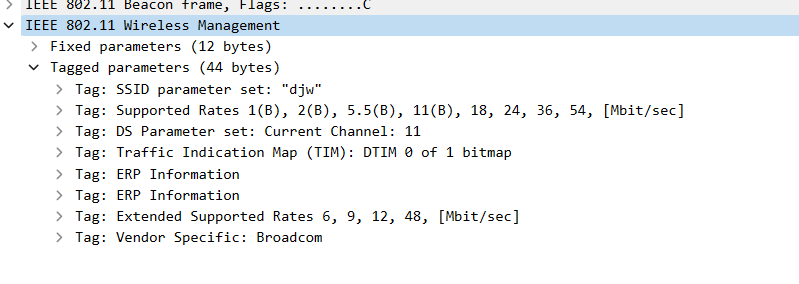 IEEE 802.11 Beacon frame, Flags: ........C
IEEE 802.11 Wireless Management
Fixed parameters (12 bytes)
Tagged parameters (44 bytes)
Tag: SSID parameter set: "djw"
Tag: Supported Rates 1(B), 2(B), 5.5(B), 11(B), 18, 24, 36, 54, [Mbit/sec]
Tag: DS Parameter set: Current Channel: 11
Tag: Traffic Indication Map (TIM): DTIM 0 of 1 bitmap
Tag: ERP Information
Tag: ERP Information
Tag: Extended Supported Rates 6, 9, 12, 48, [Mbit/sec]
Tag: Vendor Specific: Broadcom